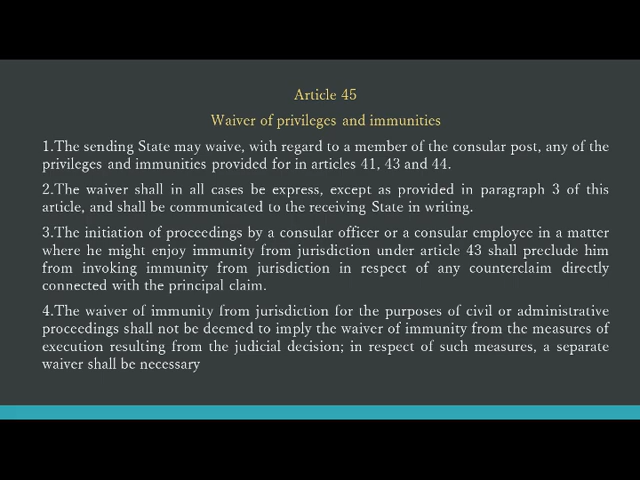 Article 45
Waiver of privileges and immunities
1.The sending State may waive, with regard to a member of the consular post, any of the
privileges and immunities provided for in articles 41, 43 and 44.
2.The waiver shall in all cases be express, except as provided in paragraph 3 of this
article, and shall be communicated to the receiving State in writing.
3.The initiation of proceedings by a consular officer or a consular employee in a matter
where he might enjoy immunity from jurisdiction under article 43 shall preclude him
from invoking immunity from jurisdiction in respect of any counterclaim directly
connected with the principal claim.
4.The waiver of immunity from jurisdiction for the purposes of civil or administrative
proceedings shall not be deemed to imply the waiver of immunity from the measures of
execution resulting from the judicial decision; in respect of such measures, a separate
waiver shall be necessary